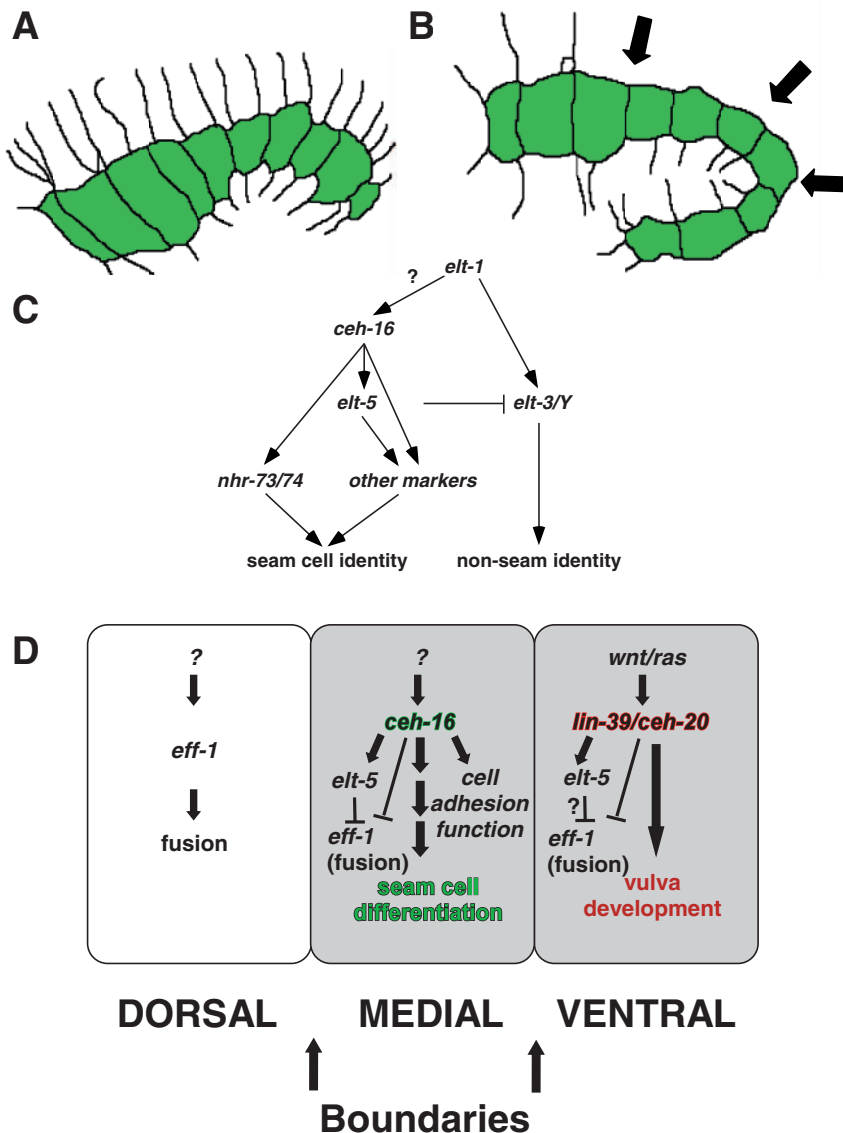 A
B
C
elt-1
?
ceh-16
elt-5
elt-3/Y
nhr-73/74
other markers
seam cell identity
non-seam identity
D
?
eff-1
fusion
?
ceh-16
elt-5
cell
adhesion
function
eff-1
(fusion)
seam cell
differentiation
wnt/ras
lin-39/ceh-20
elt-5
?
eff-1
(fusion)
vulva
development
DORSAL
MEDIAL
VENTRAL
Boundaries